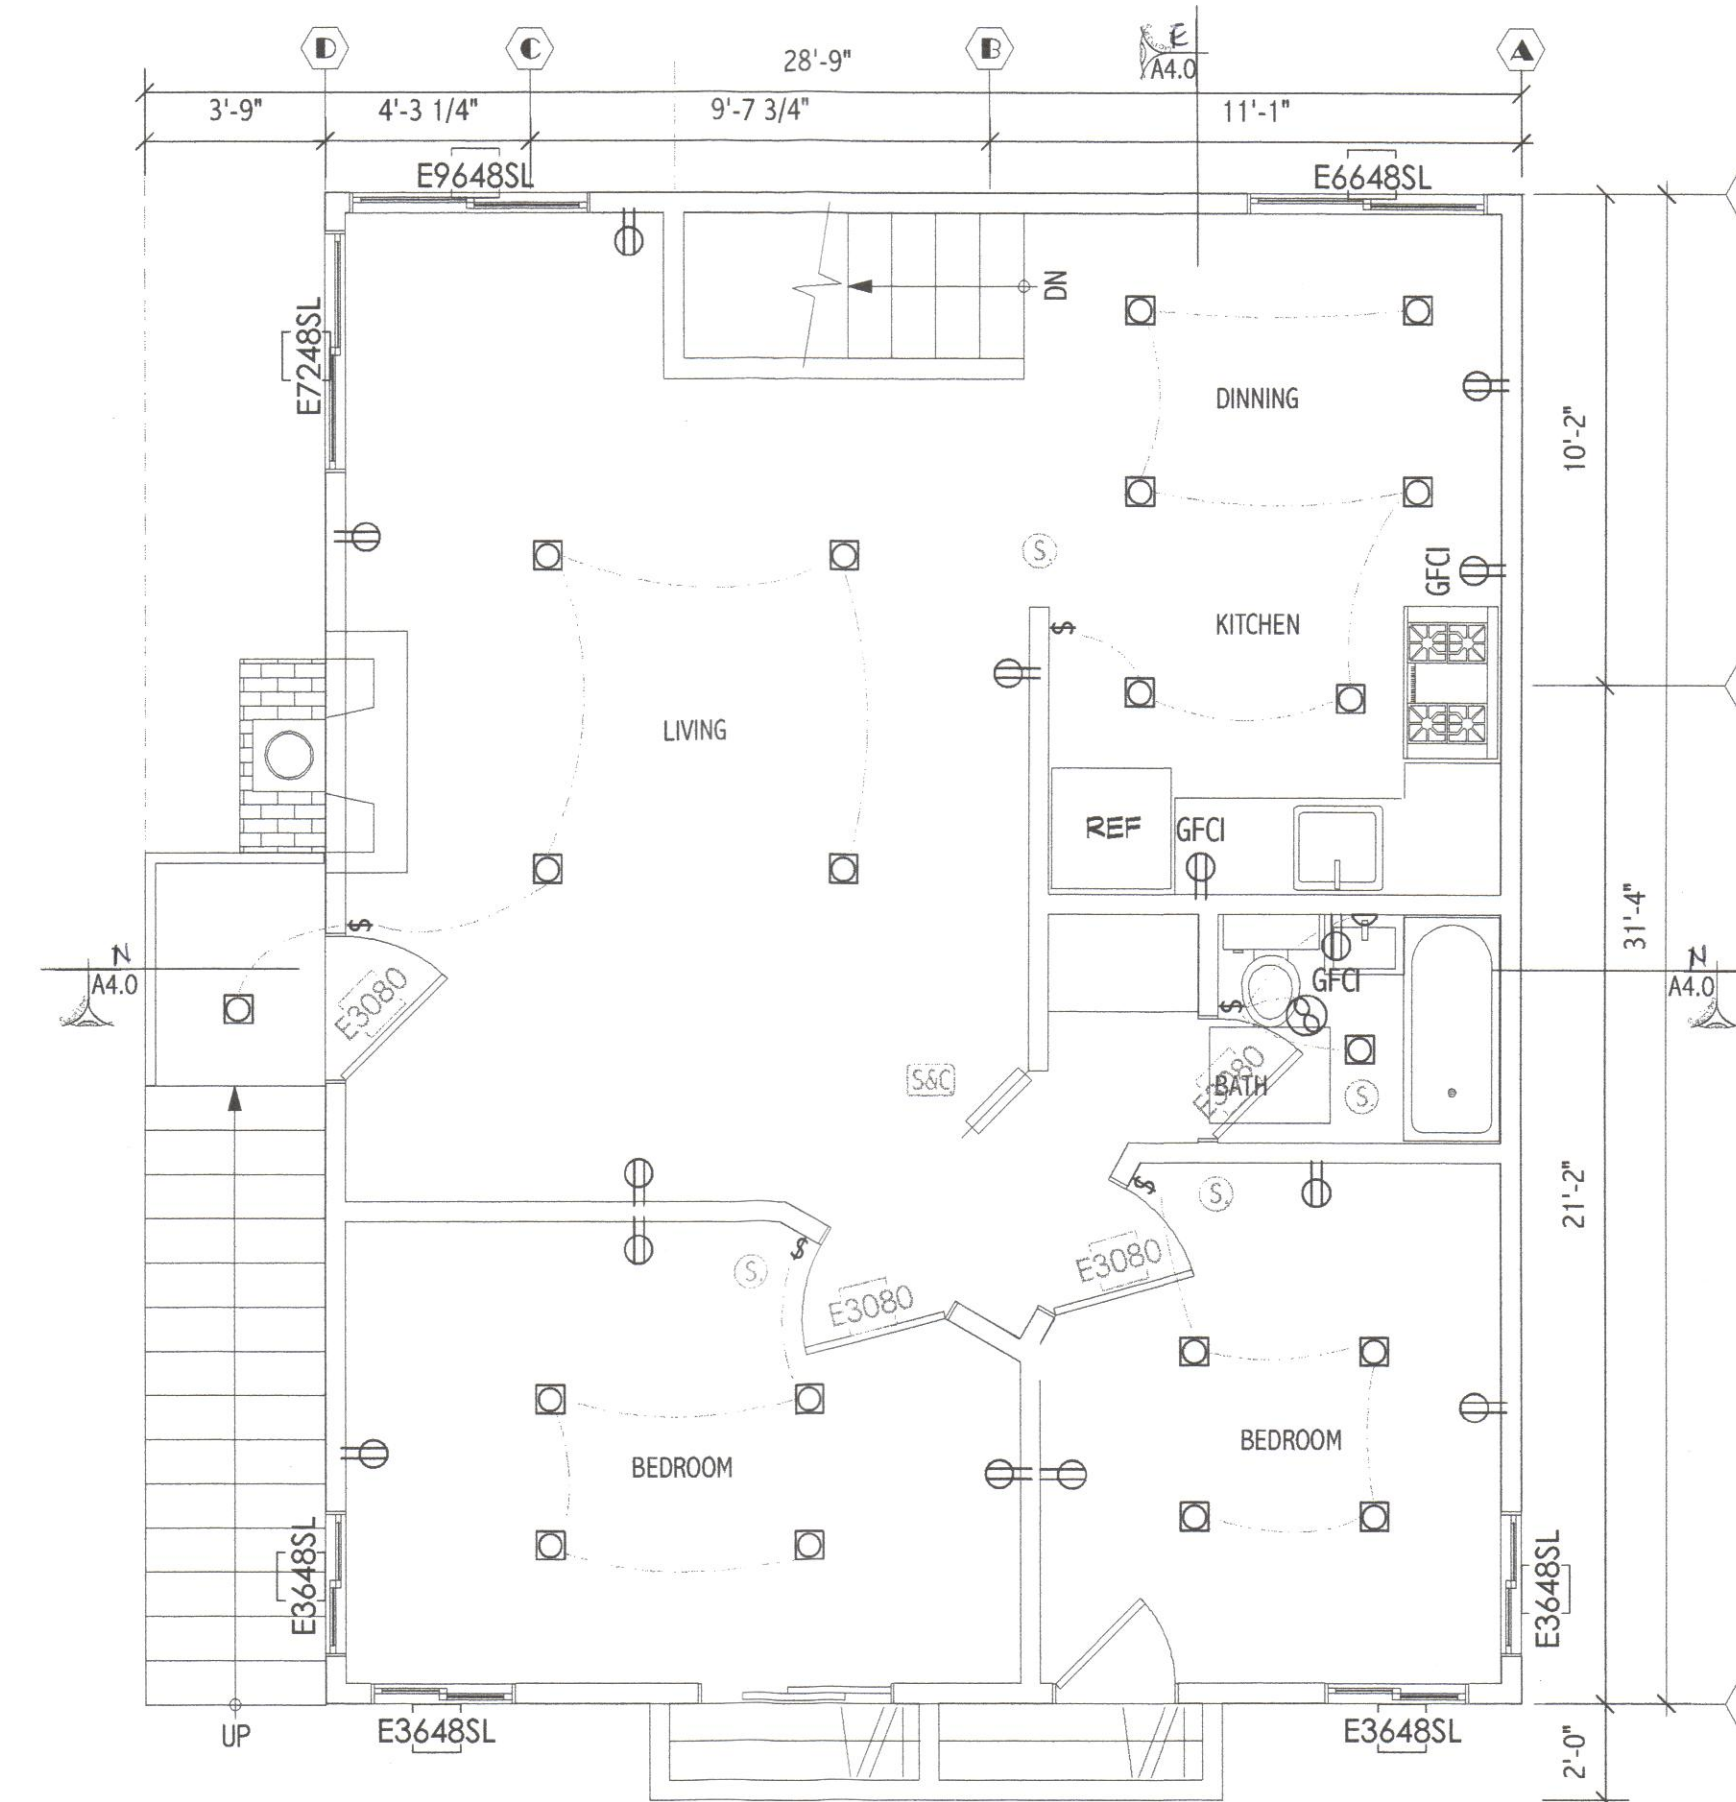 D
C
B
E
A
A4.0
28'-9"
3'-9"
4'-3 1/4"
9'-7 3/4"
11'-1"
E9648SL
E6648SL
E7248SL
DN
DINNING
10'-2"
S
GFCI
$
KITCHEN
LIVING
REF
GFCI
31'-4"
$
N
A4.0
E3080
GFCI
$
N
A4.0
S&C
E3080
BATH
S
$
S
21'-2"
$
S
E3080
E3080
BEDROOM
BEDROOM
E3648SL
E3648SL
UP
E3648SL
E3648SL
2'-0"